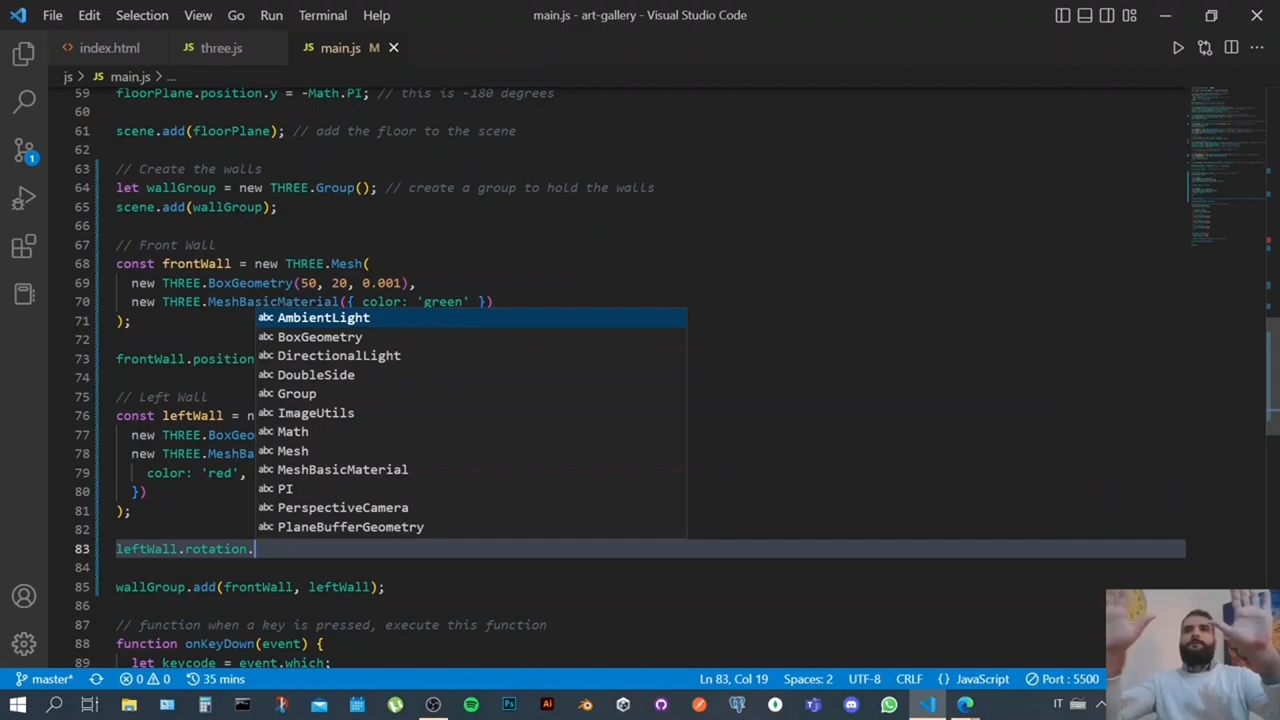 File Edit Selection View Go Run Terminal Help main.js - art-gallery - Visual Studio Code
index.html JS three.js JS main.js M
js > JS main.js > ...
59 floorPlane.position.y = -Math.PI; // this is -180 degrees
60
61 scene.add(floorPlane); // add the floor to the scene
62
63 // Create the walls
64 let wallGroup = new THREE.Group(); // create a group to hold the walls
65 scene.add(wallGroup);
66
67 // Front Wall
68 const frontWall = new THREE.Mesh(
69 new THREE.BoxGeometry(50, 20, 0.001),
70 new THREE.MeshBasicMaterial({ color: 'green' })
71 );
72
73 frontWall.position
74
75 // Left Wall
76 const leftWall = n
77 new THREE.BoxGeo
78 new THREE.MeshBa
79 color: 'red',
80 })
81 );
82
83 leftWall.rotation.
84
85 wallGroup.add(frontWall, leftWall);
86
87 // function when a key is pressed, execute this function
88 function onKeyDown(event) {
89 let keycode = event.which;
abc AmbientLight
abc BoxGeometry
abc DirectionalLight
abc DoubleSide
abc Group
abc ImageUtils
abc Math
abc Mesh
abc MeshBasicMaterial
abc PI
abc PerspectiveCamera
abc PlaneBufferGeometry
1
master* 0 0 35 mins Ln 83, Col 19 Spaces: 2 UTF-8 CRLF {} JavaScript Port : 5500
Ps Ai IT